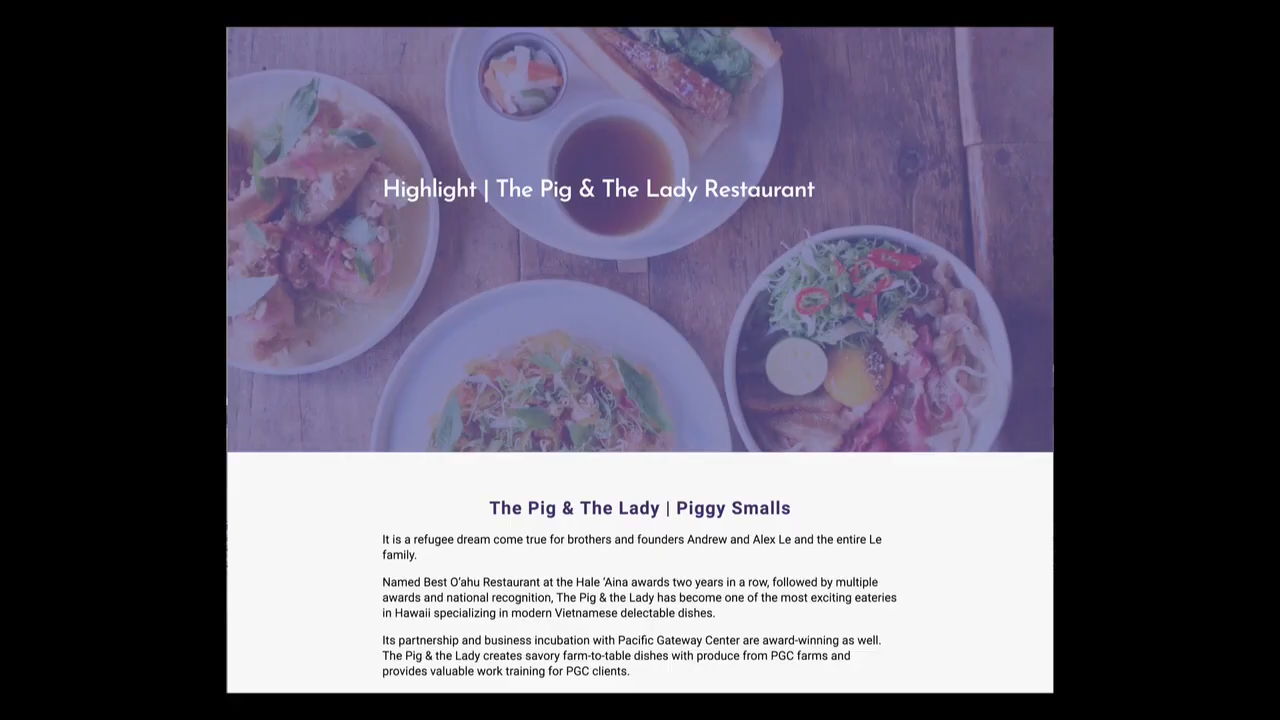 Highlight | The Pig & The Lady Restaurant
The Pig & The Lady | Piggy Smalls
It is a refugee dream come true for brothers and founders Andrew and Alex Le and the entire Le
family.
Named Best O‘ahu Restaurant at the Hale ‘Aina awards two years in a row, followed by multiple
awards and national recognition, The Pig & the Lady has become one of the most exciting eateries
in Hawaii specializing in modern Vietnamese delectable dishes.
Its partnership and business incubation with Pacific Gateway Center are award-winning as well.
The Pig & the Lady creates savory farm-to-table dishes with produce from PGC farms and
provides valuable work training for PGC clients.